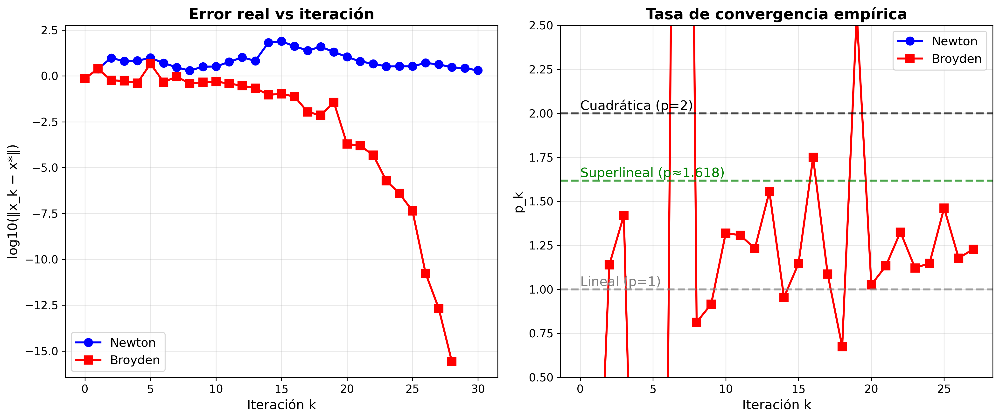 Error real vs iteración
log10(‖x_k − x*‖)
2.5
0.0
−2.5
−5.0
−7.5
−10.0
−12.5
−15.0
Newton
Broyden
0 5 10 15 20 25 30
Iteración k
Tasa de convergencia empírica
p_k
2.50
2.25
2.00
1.75
1.50
1.25
1.00
0.75
0.50
Newton
Broyden
Cuadrática (p=2)
Superlineal (p≈1.618)
Lineal (p=1)
0 5 10 15 20 25
Iteración k